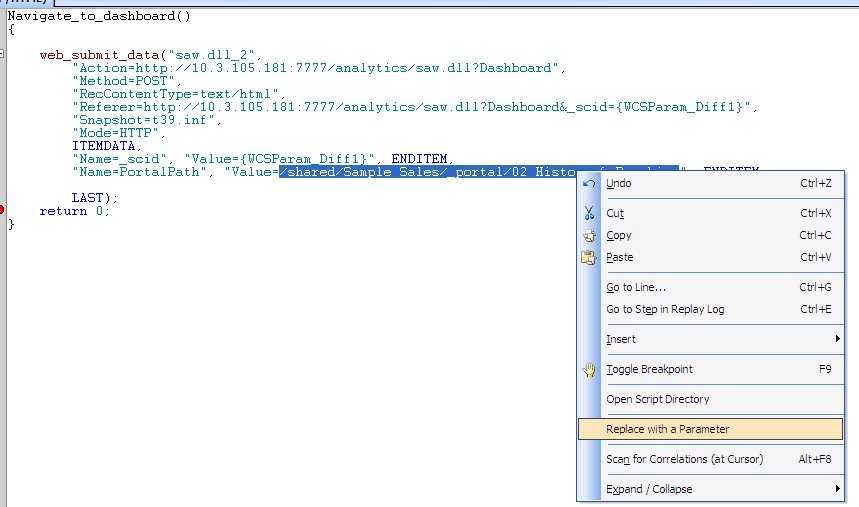 Navigate_to_dashboard()
{
web_submit_data("saw.dll_2",
"Action=http://10.3.105.181:7777/analytics/saw.dll?Dashboard",
"Method=POST",
"RecContentType=text/html",
"Referer=http://10.3.105.181:7777/analytics/saw.dll?Dashboard&_scid={WCSParam_Diff1}",
"Snapshot=t39.inf",
"Mode=HTTP",
ITEMDATA,
"Name=_scid", "Value={WCSParam_Diff1}", ENDITEM,
"Name=PortalPath", "Value=/shared/Sample Sales/_portal/02 History
LAST);
return 0;
}
Undo Ctrl+Z
Cut Ctrl+X
Copy Ctrl+C
Paste Ctrl+V
Go to Line... Ctrl+G
Go to Step in Replay Log Ctrl+E
Insert
Toggle Breakpoint F9
Open Script Directory
Replace with a Parameter
Scan for Correlations (at Cursor) Alt+F8
Expand / Collapse